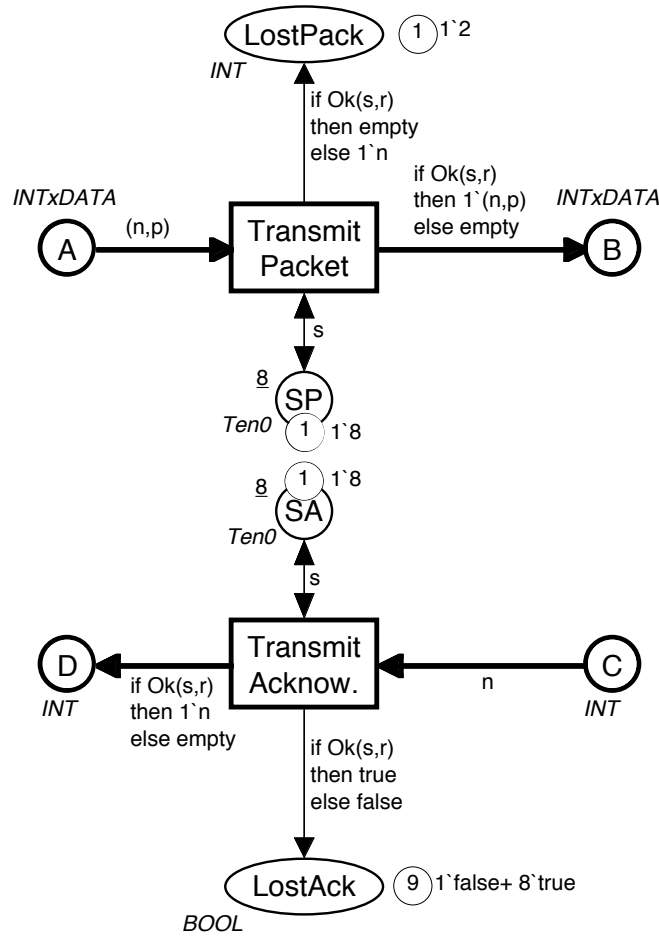 LostPack
1 1`2
INT
if Ok(s,r)
then empty
else 1`n
if Ok(s,r)
then 1`(n,p)
else empty
INTxDATA
INTxDATA
(n,p)
A
Transmit
Packet
B
s
8
SP
Ten0
1 1`8
1 1`8
8
SA
Ten0
s
D
Transmit
Acknow.
C
n
INT
INT
if Ok(s,r)
then 1`n
else empty
if Ok(s,r)
then true
else false
LostAck
9 1`false+ 8`true
BOOL